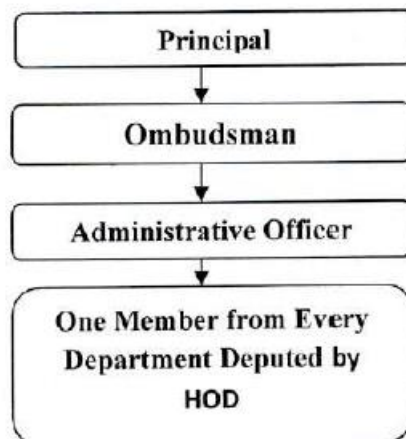 Principal
Ombudsman
Administrative Officer
One Member from Every
Department Deputed by
HOD